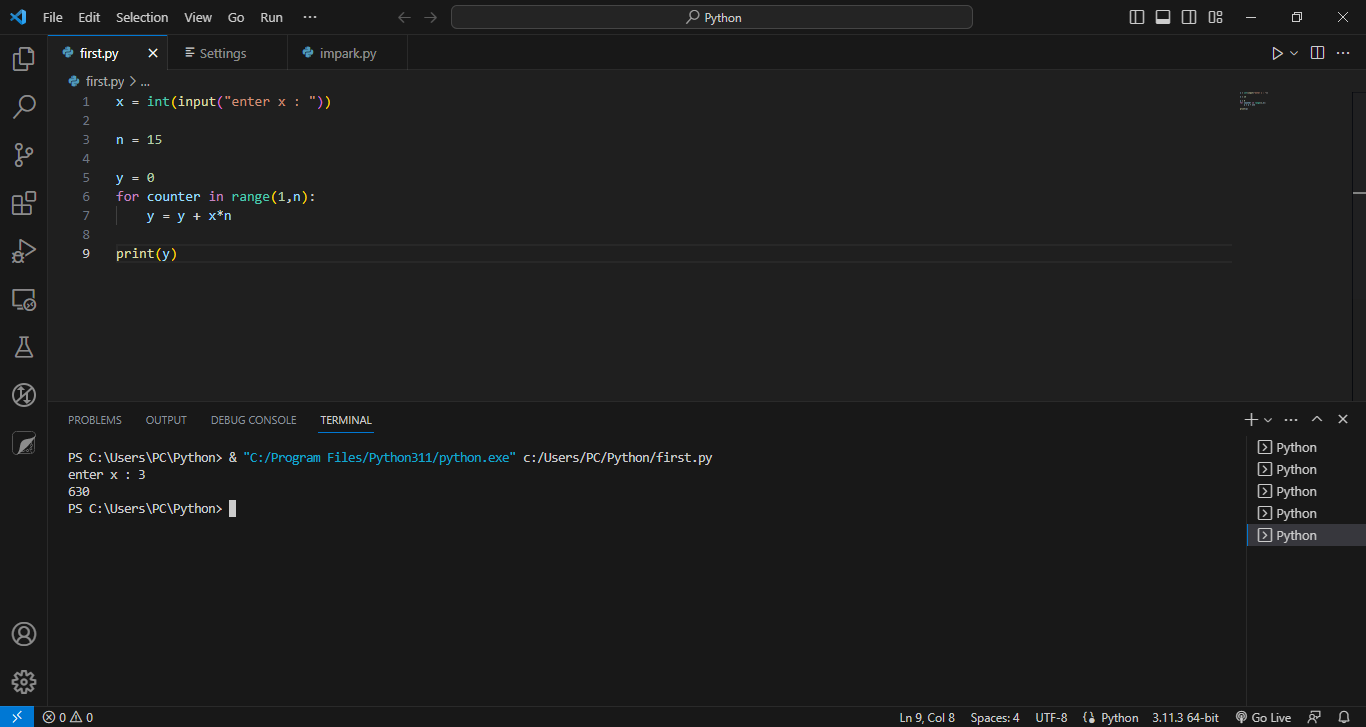 File Edit Selection View Go Run ··· Python
first.py Settings impark.py
first.py > ...
1 x = int(input("enter x : "))
2
3 n = 15
4
5 y = 0
6 for counter in range(1,n):
7 y = y + x*n
8
9 print(y)
PROBLEMS OUTPUT DEBUG CONSOLE TERMINAL
PS C:\Users\PC\Python> & "C:/Program Files/Python311/python.exe" c:/Users/PC/Python/first.py
enter x : 3
630
PS C:\Users\PC\Python>
Python
Python
Python
Python
Python
0 0 Ln 9, Col 8 Spaces: 4 UTF-8 Python 3.11.3 64-bit Go Live